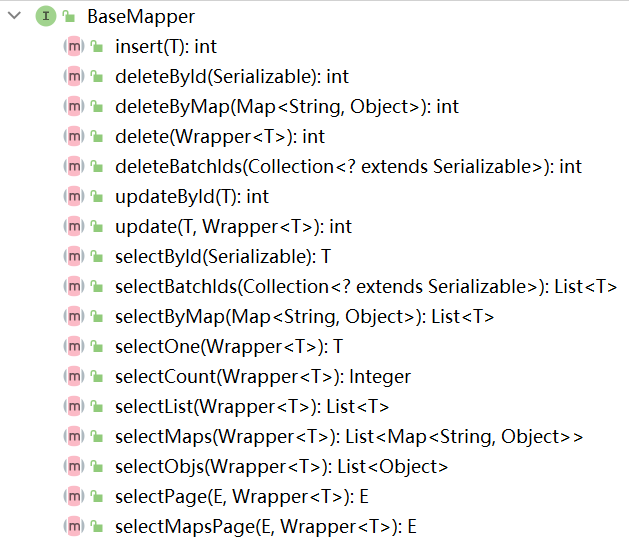 BaseMapper
insert(T): int
deleteById(Serializable): int
deleteByMap(Map<String, Object>): int
delete(Wrapper<T>): int
deleteBatchIds(Collection<? extends Serializable>): int
updateById(T): int
update(T, Wrapper<T>): int
selectById(Serializable): T
selectBatchIds(Collection<? extends Serializable>): List<T>
selectByMap(Map<String, Object>): List<T>
selectOne(Wrapper<T>): T
selectCount(Wrapper<T>): Integer
selectList(Wrapper<T>): List<T>
selectMaps(Wrapper<T>): List<Map<String, Object>>
selectObjs(Wrapper<T>): List<Object>
selectPage(E, Wrapper<T>): E
selectMapsPage(E, Wrapper<T>): E